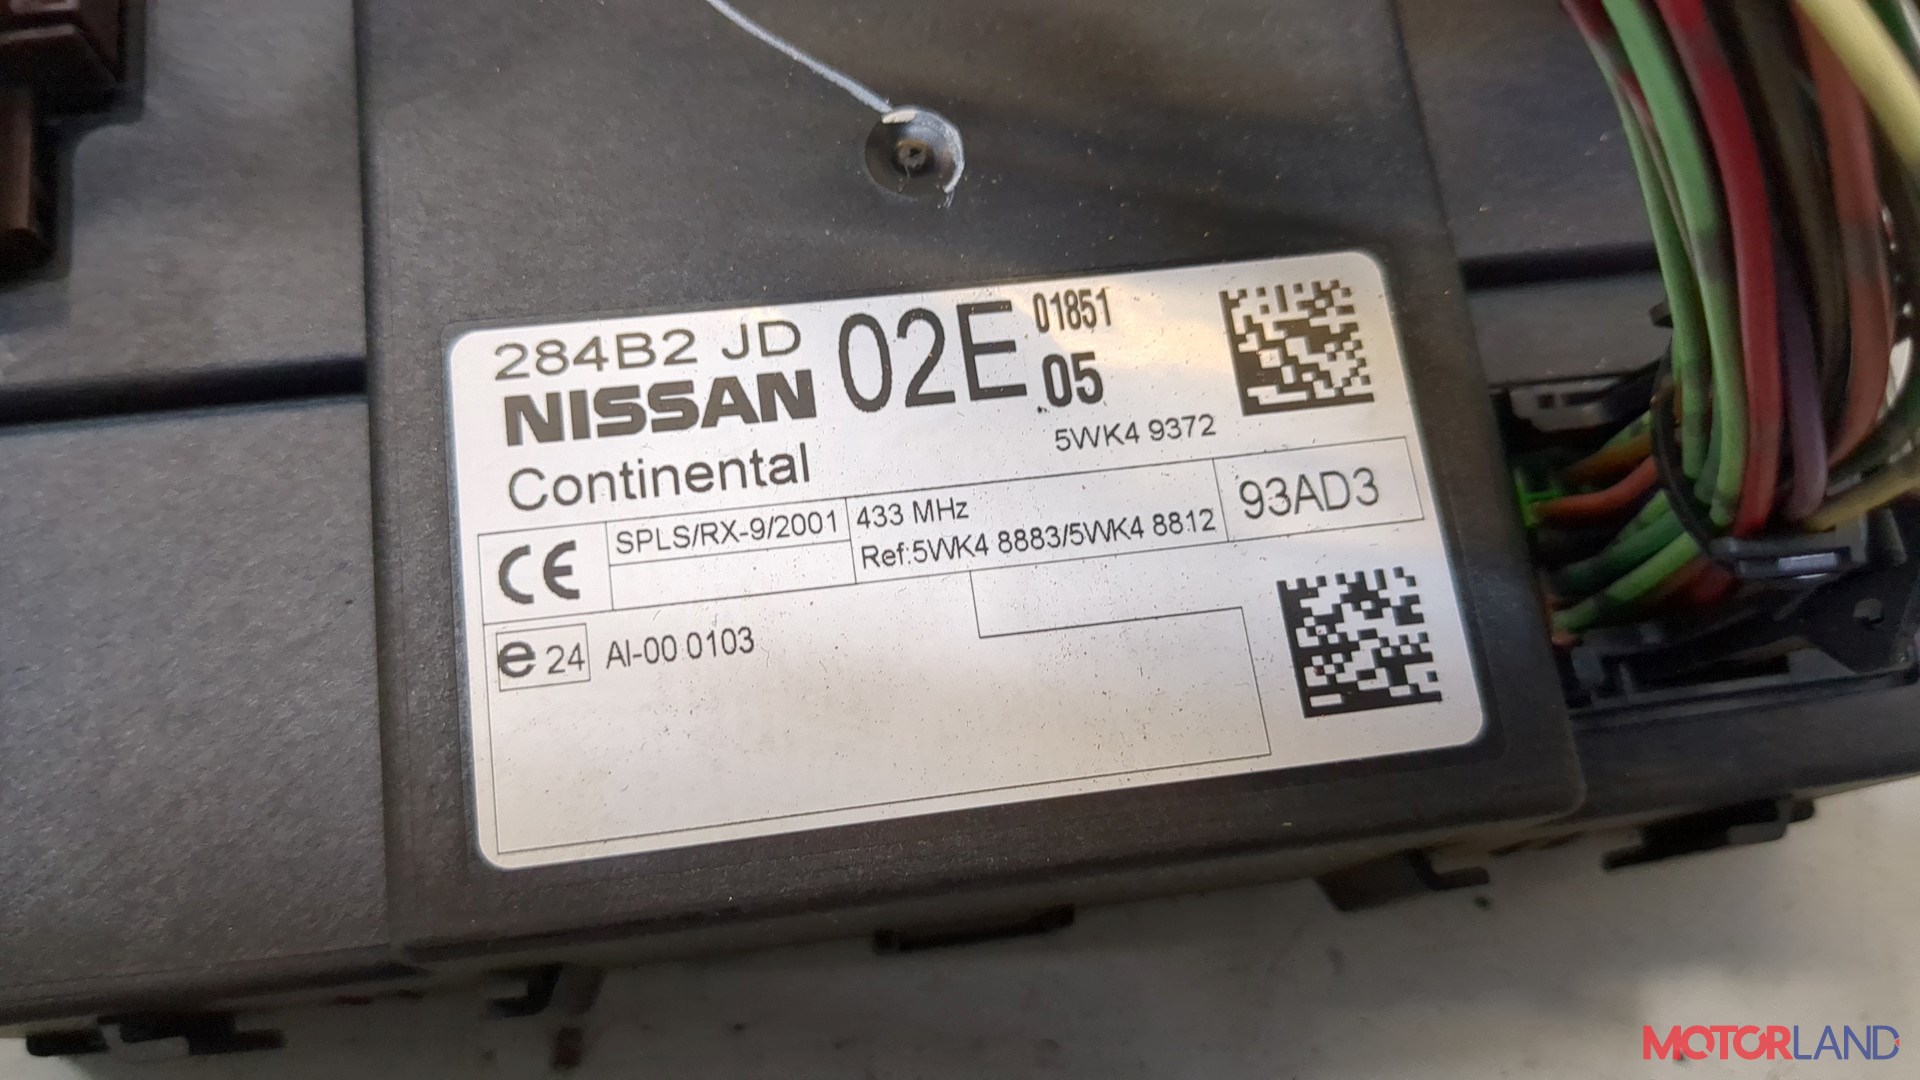 284B2 JD 02E 01851
NISSAN 05
Continental 5WK4 9372
CE SPLS/RX-9/2001 433 MHz 93AD3
Ref:5WK4 8883/5WK4 8812
e 24 AI-00 0103
MOTORLAND